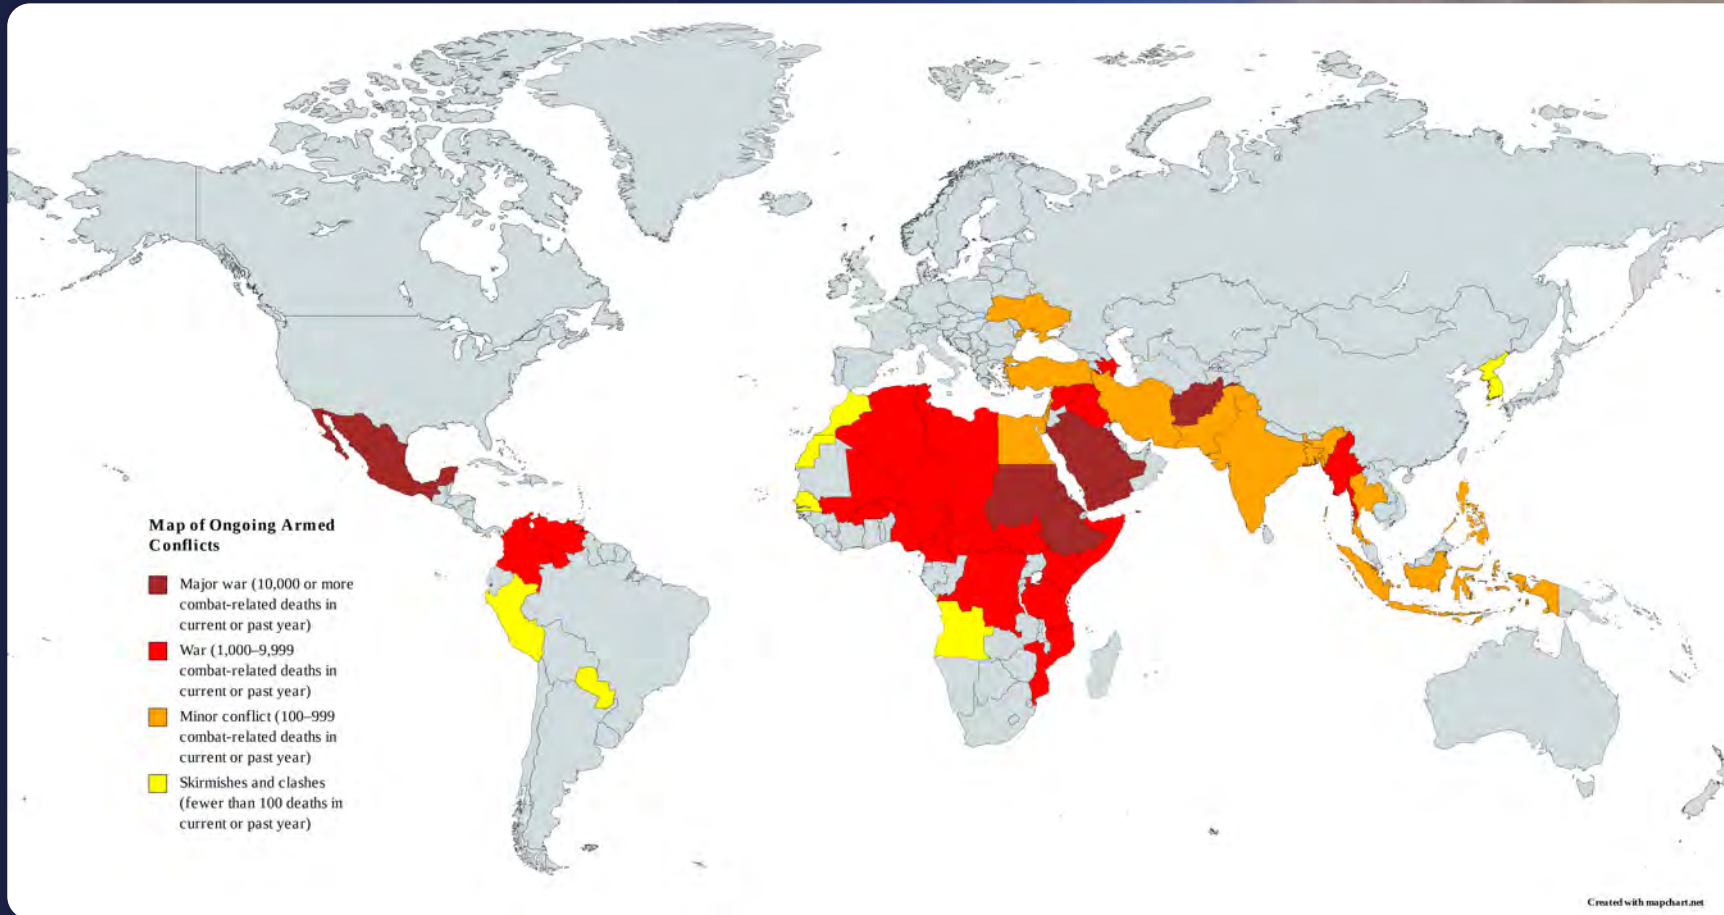 Map of Ongoing Armed
Conflicts
Major war (10,000 or more
combat-related deaths in
current or past year)
War (1,000–9,999
combat-related deaths in
current or past year)
Minor conflict (100–999
combat-related deaths in
current or past year)
Skirmishes and clashes
(fewer than 100 deaths in
current or past year)
Created with mapchart.net